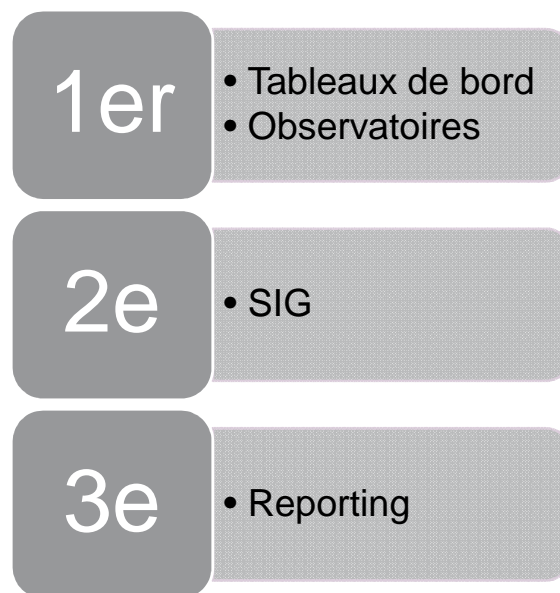 1er
• Tableaux de bord
• Observatoires
2e
• SIG
3e
• Reporting